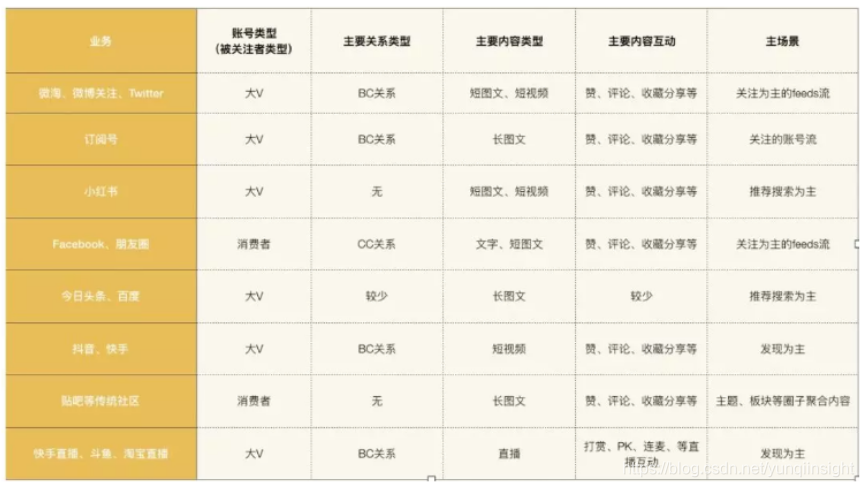 业务
账号类型
(被关注者类型)
主要关系类型
主要内容类型
主要内容互动
主场景
微淘、微博关注、Twitter
大V
BC关系
短图文、短视频
赞、评论、收藏分享等
关注为主的feeds流
订阅号
大V
BC关系
长图文
赞、评论、收藏分享等
关注的账号流
小红书
大V
无
短图文、短视频
赞、评论、收藏分享等
推荐搜索为主
Facebook、朋友圈
消费者
CC关系
文字、短图文
赞、评论、收藏分享等
关注为主的feeds流
今日头条、百度
大V
较少
长图文
较少
推荐搜索为主
抖音、快手
大V
BC关系
短视频
赞、评论、收藏分享等
发现为主
贴吧等传统社区
消费者
无
长图文
赞、评论、收藏分享等
主题、板块等圈子聚合内容
快手直播、斗鱼、淘宝直播
大V
BC关系
直播
打赏、PK、连麦、等直
播互动
发现为主
https://blog.csdn.net/yunqiinsight